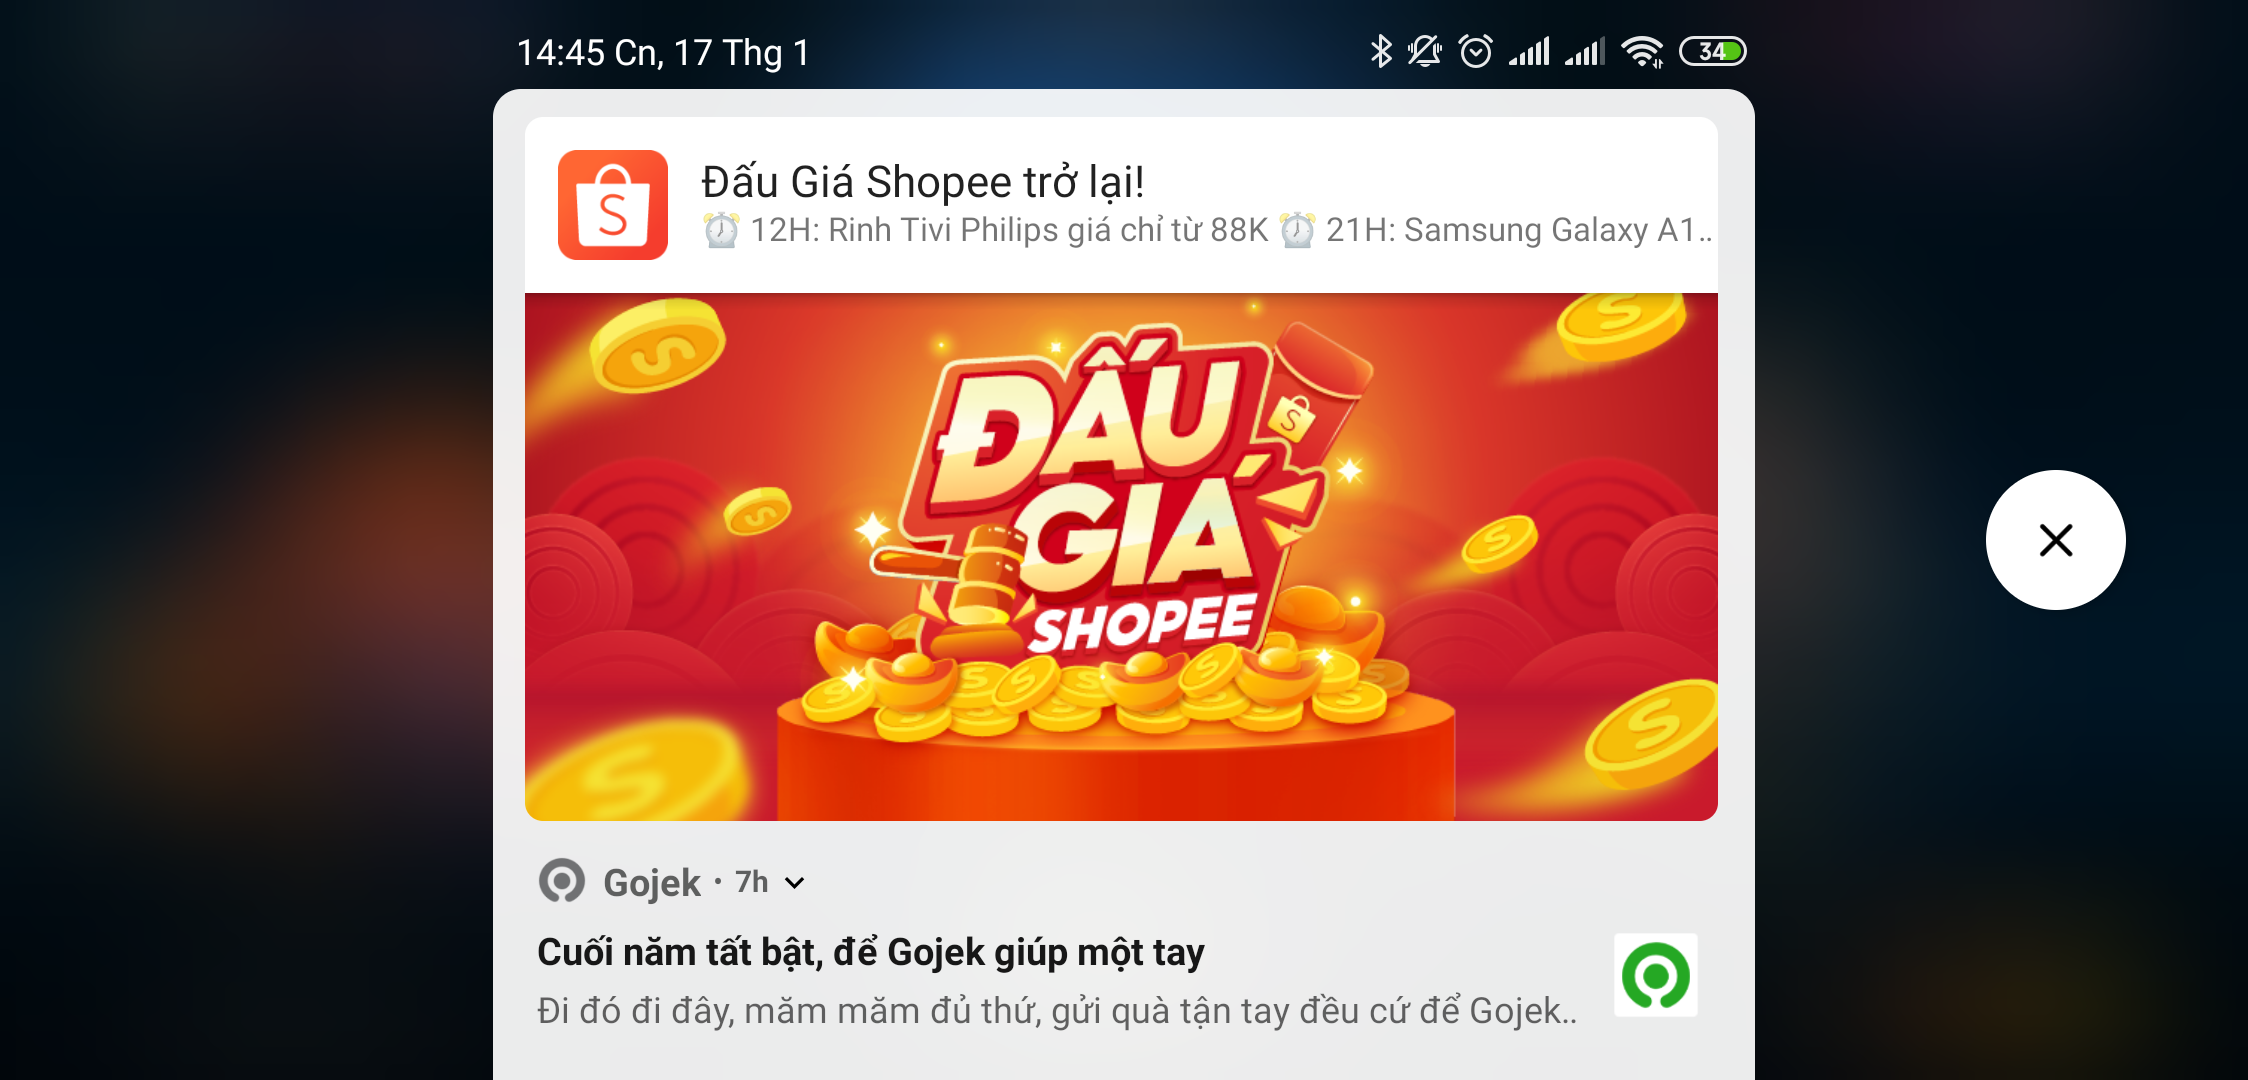 14:45 Cn, 17 Thg 1
34
Đấu Giá Shopee trở lại!
⏰ 12H: Rinh Tivi Philips giá chỉ từ 88K ⏰ 21H: Samsung Galaxy A1..
ĐẤU
GIÁ
SHOPEE
Gojek · 7h
Cuối năm tất bật, để Gojek giúp một tay
Đi đó đi đây, măm măm đủ thứ, gửi quà tận tay đều cứ để Gojek..